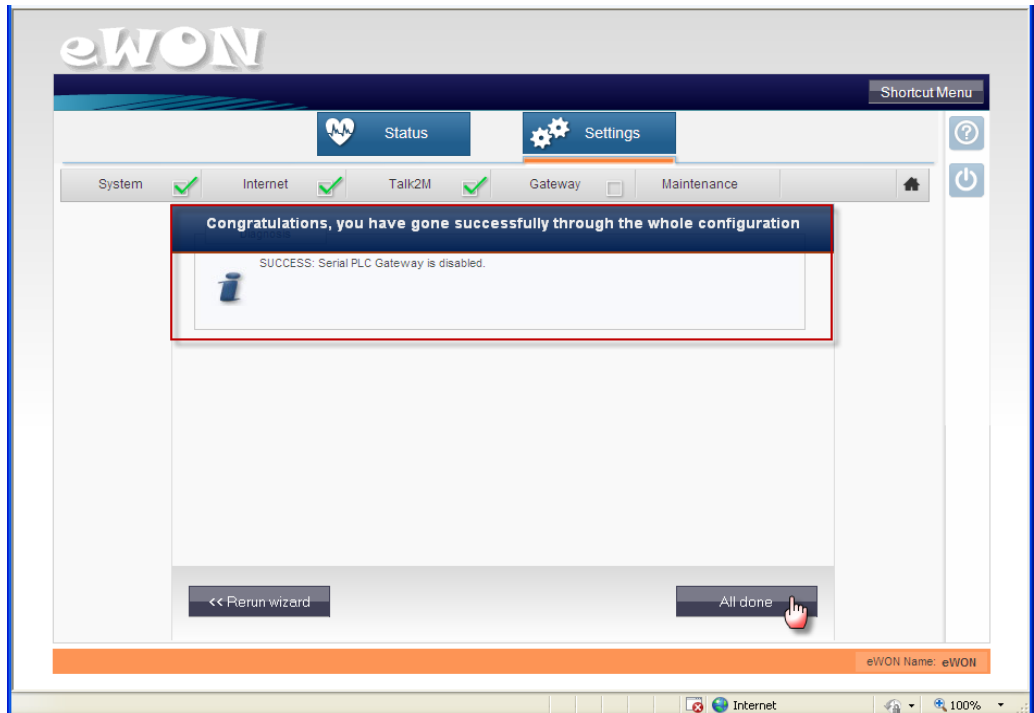 eWON
Shortcut Menu
Status
Settings
System
Internet
Talk2M
Gateway
Maintenance
Congratulations, you have gone successfully through the whole configuration
SUCCESS: Serial PLC Gateway is disabled.
<< Rerun wizard
All done
eWON Name: eWON
Internet
100%